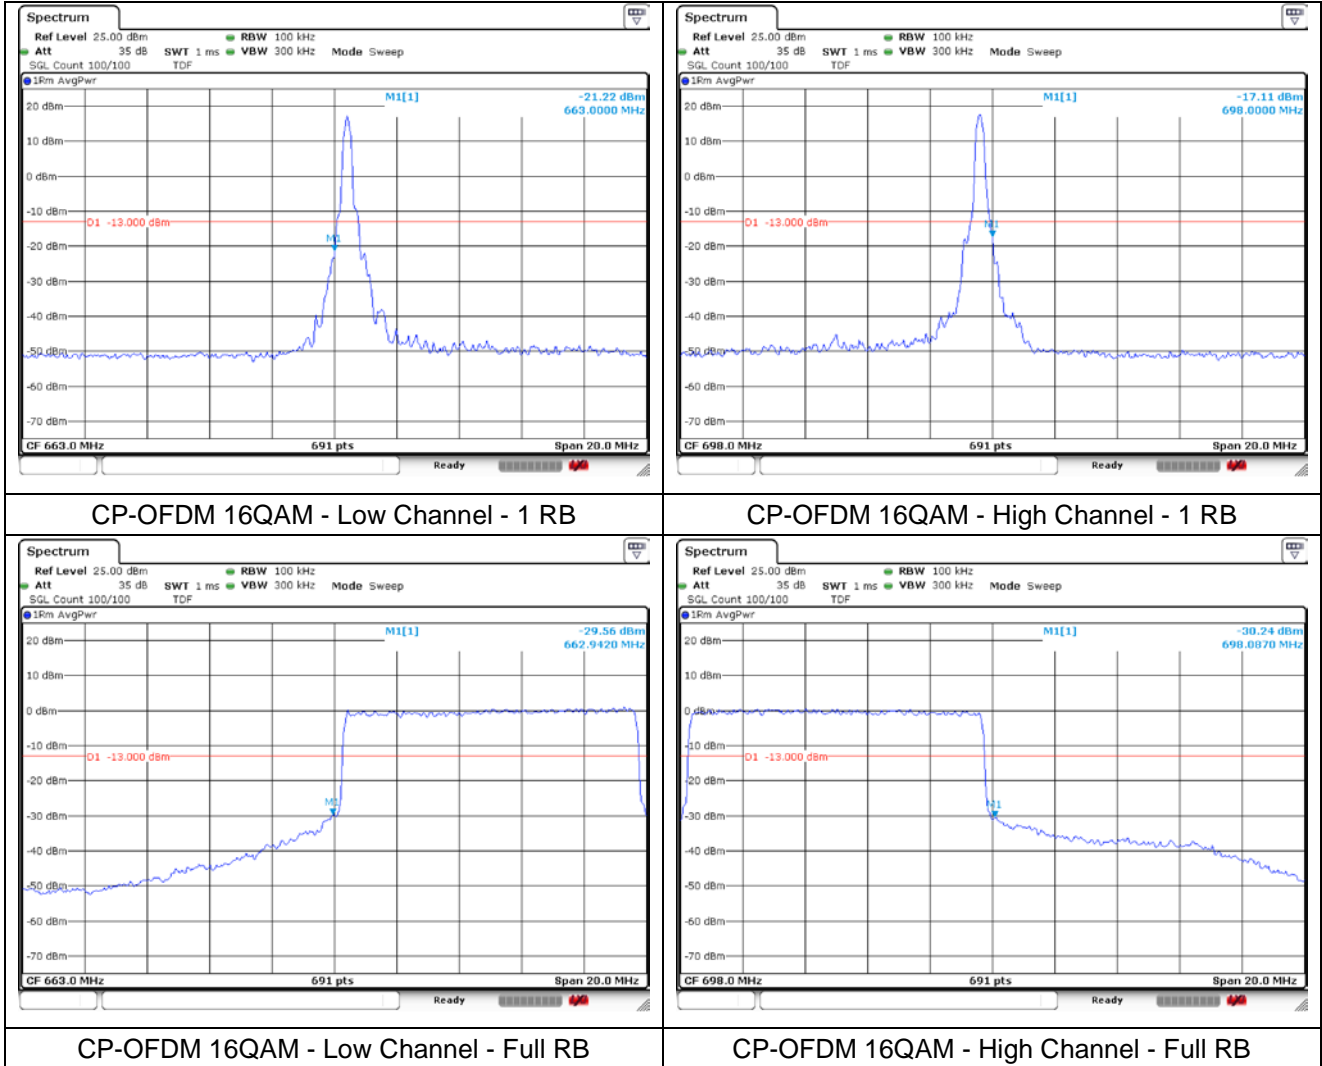 Spectrum
Ref Level 25.00 dBm RBW 100 kHz
Att 35 dB SWT 1 ms VBW 300 kHz Mode Sweep
SGL Count 100/100 TDF
1Rm AvgPwr
M1[1] -21.22 dBm
663.0000 MHz
20 dBm
10 dBm
0 dBm
-10 dBm
D1 -13.000 dBm
M1
-20 dBm
-30 dBm
-40 dBm
-50 dBm
-60 dBm
-70 dBm
CF 663.0 MHz 691 pts Span 20.0 MHz
Ready
CP-OFDM 16QAM - Low Channel - 1 RB
Spectrum
Ref Level 25.00 dBm RBW 100 kHz
Att 35 dB SWT 1 ms VBW 300 kHz Mode Sweep
SGL Count 100/100 TDF
1Rm AvgPwr
M1[1] -17.11 dBm
698.0000 MHz
20 dBm
10 dBm
0 dBm
-10 dBm
D1 -13.000 dBm
M1
-20 dBm
-30 dBm
-40 dBm
-50 dBm
-60 dBm
-70 dBm
CF 698.0 MHz 691 pts Span 20.0 MHz
Ready
CP-OFDM 16QAM - High Channel - 1 RB
Spectrum
Ref Level 25.00 dBm RBW 100 kHz
Att 35 dB SWT 1 ms VBW 300 kHz Mode Sweep
SGL Count 100/100 TDF
1Rm AvgPwr
M1[1] -29.56 dBm
662.9420 MHz
20 dBm
10 dBm
0 dBm
-10 dBm
D1 -13.000 dBm
-20 dBm
M1
-30 dBm
-40 dBm
-50 dBm
-60 dBm
-70 dBm
CF 663.0 MHz 691 pts Span 20.0 MHz
Ready
CP-OFDM 16QAM - Low Channel - Full RB
Spectrum
Ref Level 25.00 dBm RBW 100 kHz
Att 35 dB SWT 1 ms VBW 300 kHz Mode Sweep
SGL Count 100/100 TDF
1Rm AvgPwr
M1[1] -30.24 dBm
698.0870 MHz
20 dBm
10 dBm
0 dBm
-10 dBm
D1 -13.000 dBm
-20 dBm
M1
-30 dBm
-40 dBm
-50 dBm
-60 dBm
-70 dBm
CF 698.0 MHz 691 pts Span 20.0 MHz
Ready
CP-OFDM 16QAM - High Channel - Full RB